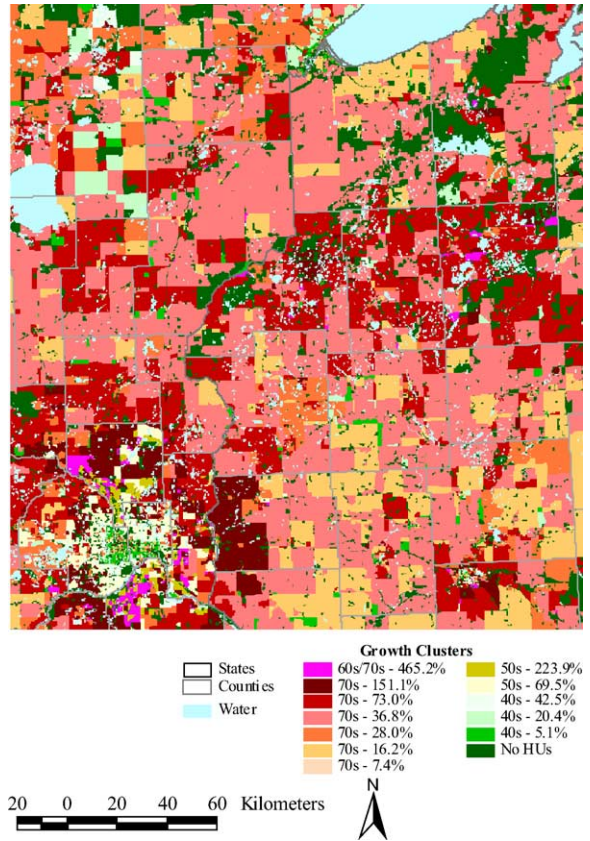 Growth Clusters
States
Counties
Water
60s/70s - 465.2%
70s - 151.1%
70s - 73.0%
70s - 36.8%
70s - 28.0%
70s - 16.2%
70s - 7.4%
50s - 223.9%
50s - 69.5%
40s - 42.5%
40s - 20.4%
40s - 5.1%
No HUs
20 0 20 40 60 Kilometers
N